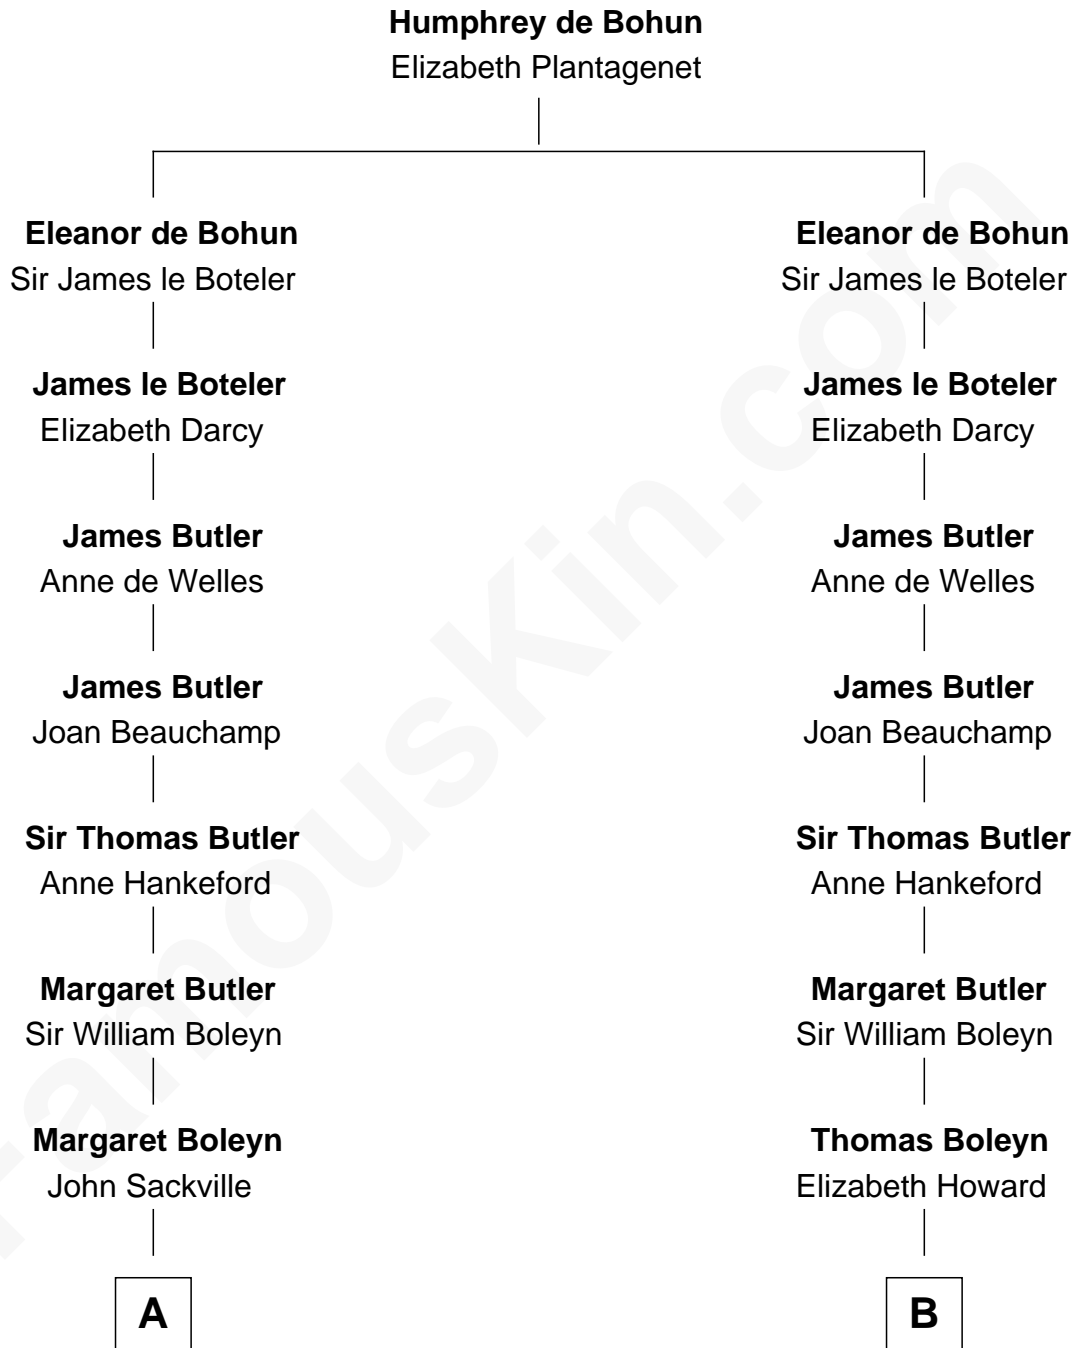 Humphrey de Bohun
Elizabeth Plantagenet
Eleanor de Bohun
Sir James le Boteler
James le Boteler
Elizabeth Darcy
James Butler
Anne de Welles
James Butler
Joan Beauchamp
Sir Thomas Butler
Anne Hankeford
Margaret Butler
Sir William Boleyn
Margaret Boleyn
John Sackville
A
Eleanor de Bohun
Sir James le Boteler
James le Boteler
Elizabeth Darcy
James Butler
Anne de Welles
James Butler
Joan Beauchamp
Sir Thomas Butler
Anne Hankeford
Margaret Butler
Sir William Boleyn
Thomas Boleyn
Elizabeth Howard
B
FamousKin.com